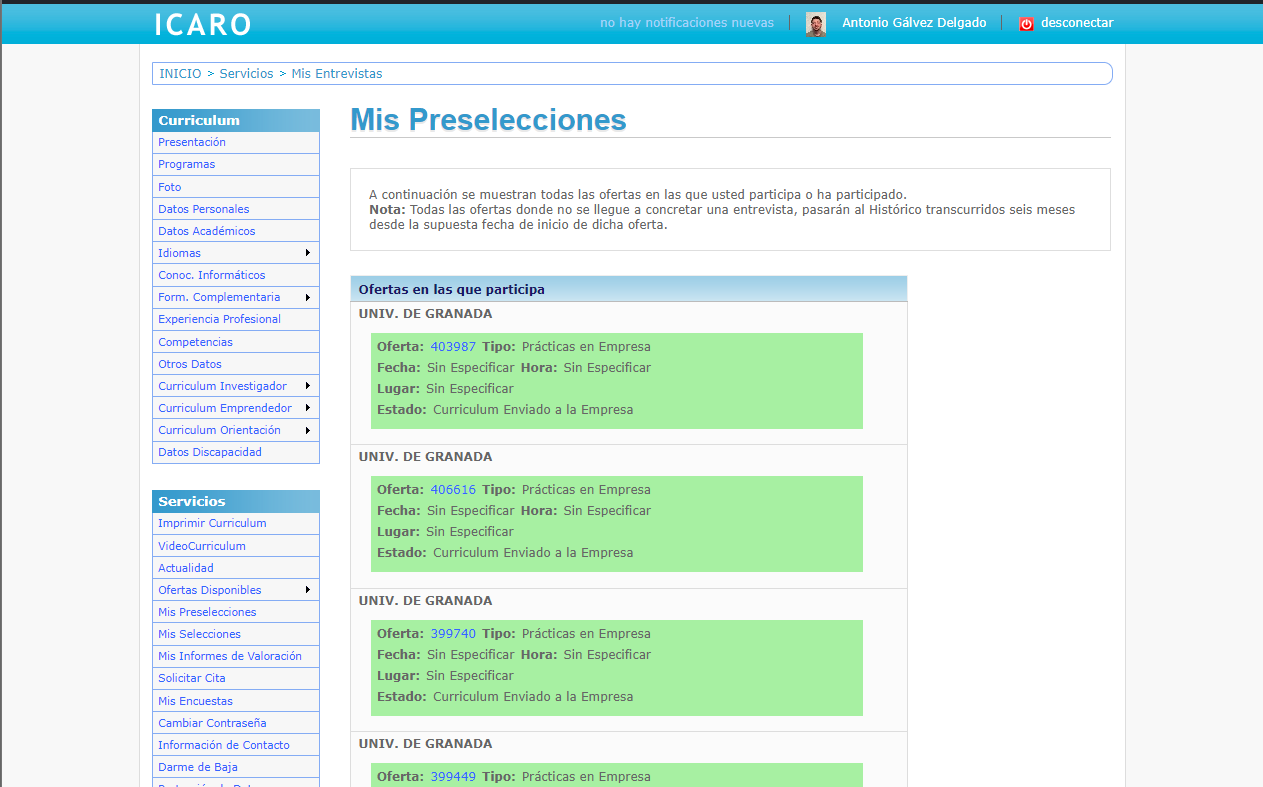 ICARO
no hay notificaciones nuevas
Antonio Gálvez Delgado
desconectar
INICIO > Servicios > Mis Entrevistas
Curriculum
Presentación
Programas
Foto
Datos Personales
Datos Académicos
Idiomas
Conoc. Informáticos
Form. Complementaria
Experiencia Profesional
Competencias
Otros Datos
Curriculum Investigador
Curriculum Emprendedor
Curriculum Orientación
Datos Discapacidad
Servicios
Imprimir Curriculum
VideoCurriculum
Actualidad
Ofertas Disponibles
Mis Preselecciones
Mis Selecciones
Mis Informes de Valoración
Solicitar Cita
Mis Encuestas
Cambiar Contraseña
Información de Contacto
Darme de Baja
Mis Preselecciones
A continuación se muestran todas las ofertas en las que usted participa o ha participado.
Nota: Todas las ofertas donde no se llegue a concretar una entrevista, pasarán al Histórico transcurridos seis meses
desde la supuesta fecha de inicio de dicha oferta.
Ofertas en las que participa
UNIV. DE GRANADA
Oferta: 403987 Tipo: Prácticas en Empresa
Fecha: Sin Especificar Hora: Sin Especificar
Lugar: Sin Especificar
Estado: Curriculum Enviado a la Empresa
UNIV. DE GRANADA
Oferta: 406616 Tipo: Prácticas en Empresa
Fecha: Sin Especificar Hora: Sin Especificar
Lugar: Sin Especificar
Estado: Curriculum Enviado a la Empresa
UNIV. DE GRANADA
Oferta: 399740 Tipo: Prácticas en Empresa
Fecha: Sin Especificar Hora: Sin Especificar
Lugar: Sin Especificar
Estado: Curriculum Enviado a la Empresa
UNIV. DE GRANADA
Oferta: 399449 Tipo: Prácticas en Empresa